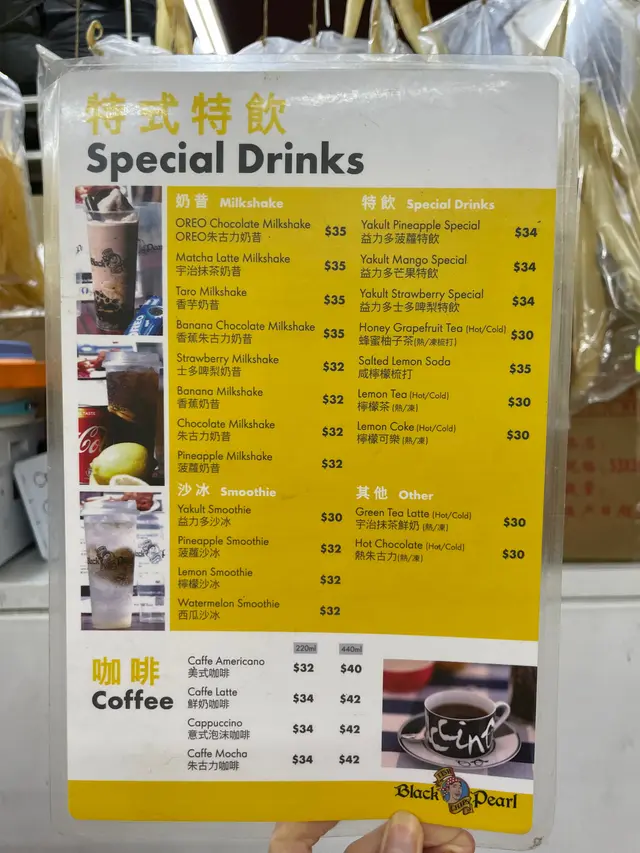 特式特飲
Special Drinks
奶昔 Milkshake
OREO Chocolate Milkshake $35
OREO朱古力奶昔
Matcha Latte Milkshake $35
宇治抹茶奶昔
Taro Milkshake $35
香芋奶昔
Banana Chocolate Milkshake $35
香蕉朱古力奶昔
Strawberry Milkshake $32
士多啤梨奶昔
Banana Milkshake $32
香蕉奶昔
Chocolate Milkshake $32
朱古力奶昔
Pineapple Milkshake $32
菠蘿奶昔
沙冰 Smoothie
Yakult Smoothie $30
益力多沙冰
Pineapple Smoothie $32
菠蘿沙冰
Lemon Smoothie $32
檸檬沙冰
Watermelon Smoothie $32
西瓜沙冰
特飲 Special Drinks
Yakult Pineapple Special $34
益力多菠蘿特飲
Yakult Mango Special $34
益力多芒果特飲
Yakult Strawberry Special $34
益力多士多啤梨特飲
Honey Grapefruit Tea (Hot/Cold) $30
蜂蜜柚子茶(熱/凍梳打)
Salted Lemon Soda $35
咸檸檬梳打
Lemon Tea (Hot/Cold) $30
檸檬茶(熱/凍)
Lemon Coke (Hot/Cold) $30
檸檬可樂(熱/凍)
其他 Other
Green Tea Latte (Hot/Cold) $30
宇治抹茶鮮奶(熱/凍)
Hot Chocolate (Hot/Cold) $30
熱朱古力(熱/凍)
咖啡
Coffee
220ml 440ml
Caffe Americano $32 $40
美式咖啡
Caffe Latte $34 $42
鮮奶咖啡
Cappuccino $34 $42
意式泡沫咖啡
Caffe Mocha $34 $42
朱古力咖啡
Black Pearl